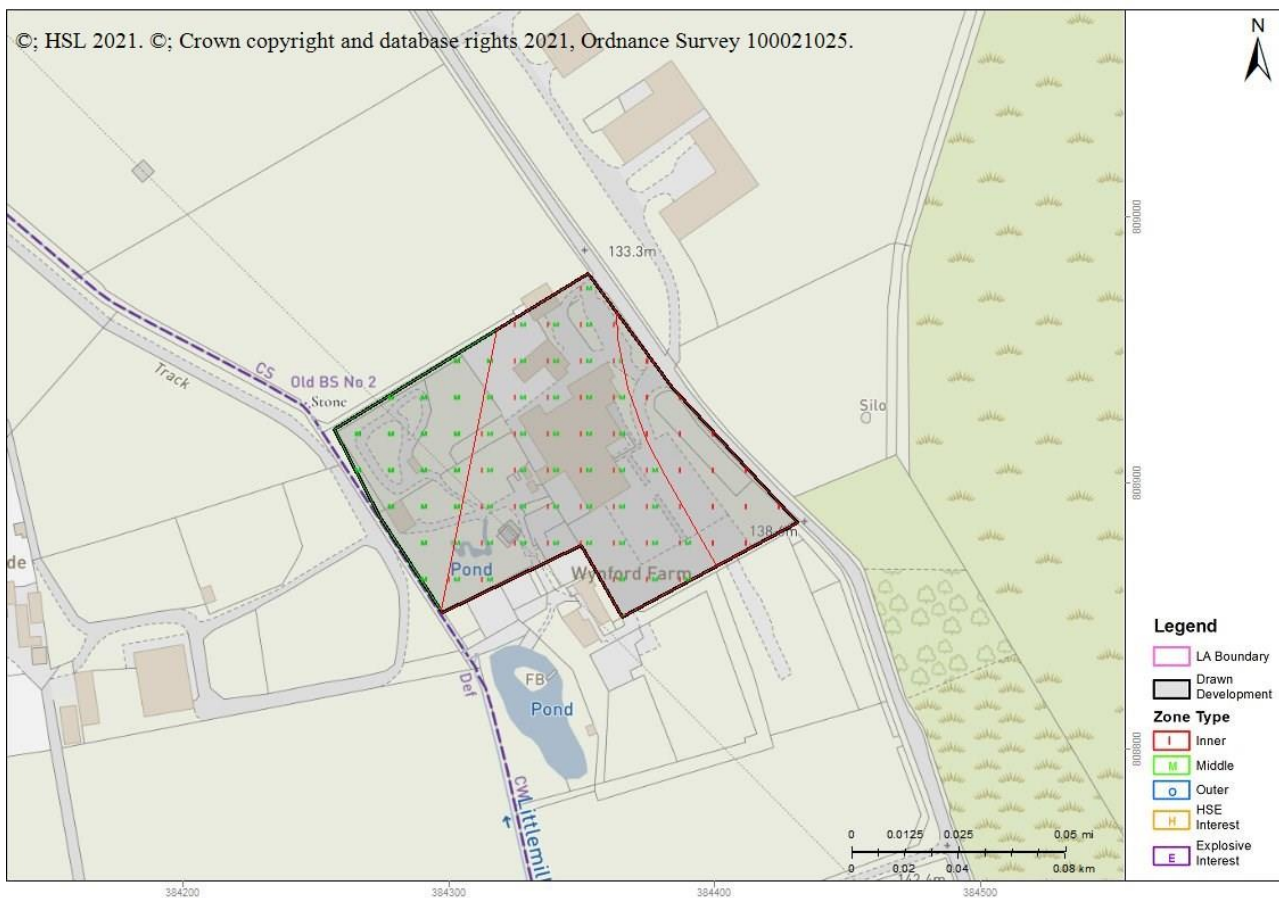 ©; HSL 2021. ©; Crown copyright and database rights 2021, Ordnance Survey 100021025.
N
133.3m
809000
CS
Old BS No 2
Stone
Track
Silo
808900
138.6m
de
Pond
Wynford Farm
Def
FB
Pond
808800
CW
Littlemill
Legend
LA Boundary
Drawn
Development
Zone Type
I Inner
M Middle
O Outer
H HSE
Interest
E Explosive
Interest
0 0.0125 0.025 0.05 mi
0 0.02 0.04 0.08 km
142.4m
384200 384300 384400 384500